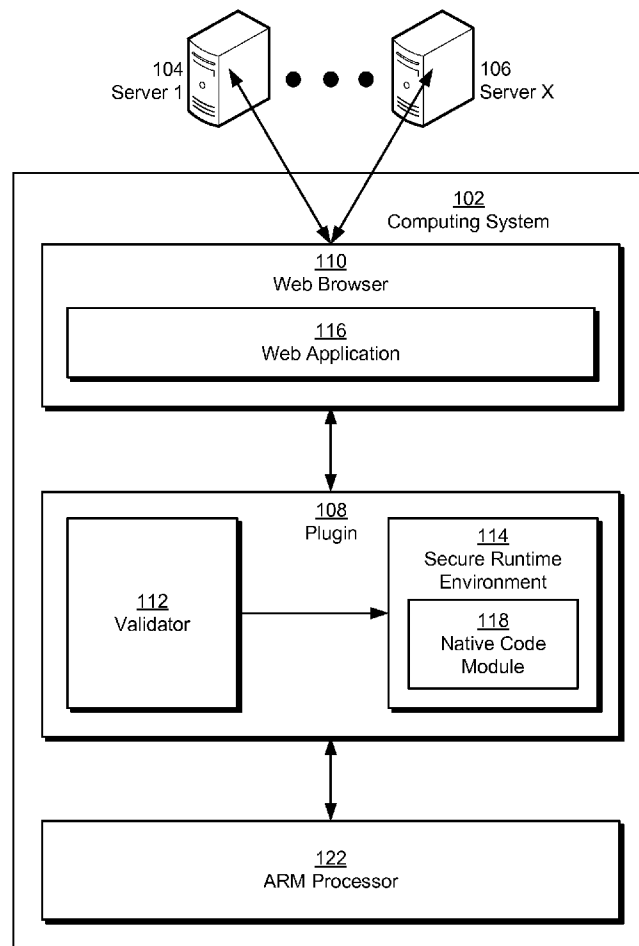 104
Server 1
106
Server X
102
Computing System
110
Web Browser
116
Web Application
108
Plugin
112
Validator
114
Secure Runtime
Environment
118
Native Code
Module
122
ARM Processor